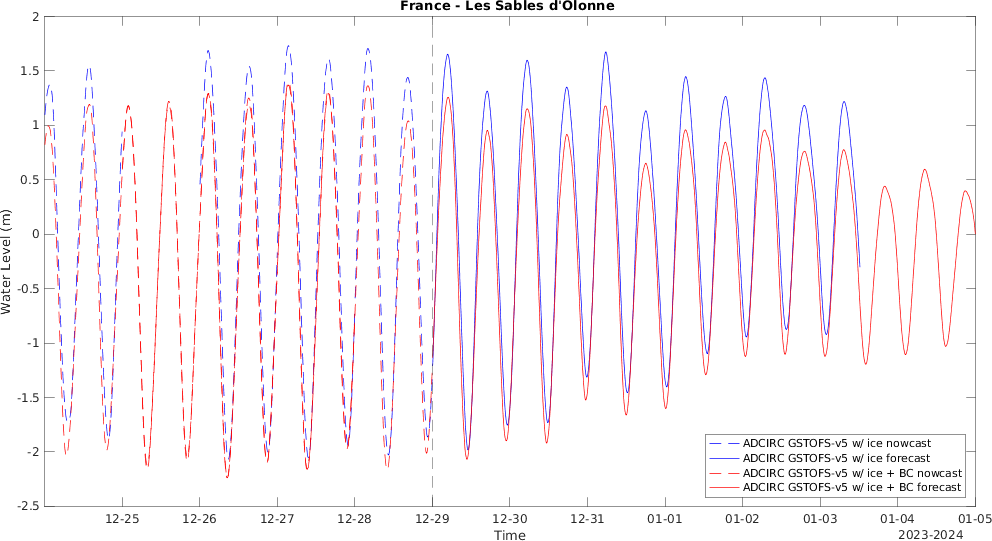 France - Les Sables d'Olonne
2
1.5
1
0.5
0
-0.5
-1
-1.5
-2
-2.5
Water Level (m)
ADCIRC GSTOFS-v5 w/ ice nowcast
ADCIRC GSTOFS-v5 w/ ice forecast
ADCIRC GSTOFS-v5 w/ ice + BC nowcast
ADCIRC GSTOFS-v5 w/ ice + BC forecast
12-25 12-26 12-27 12-28 12-29 12-30 12-31 01-01 01-02 01-03 01-04 01-05
Time
2023-2024